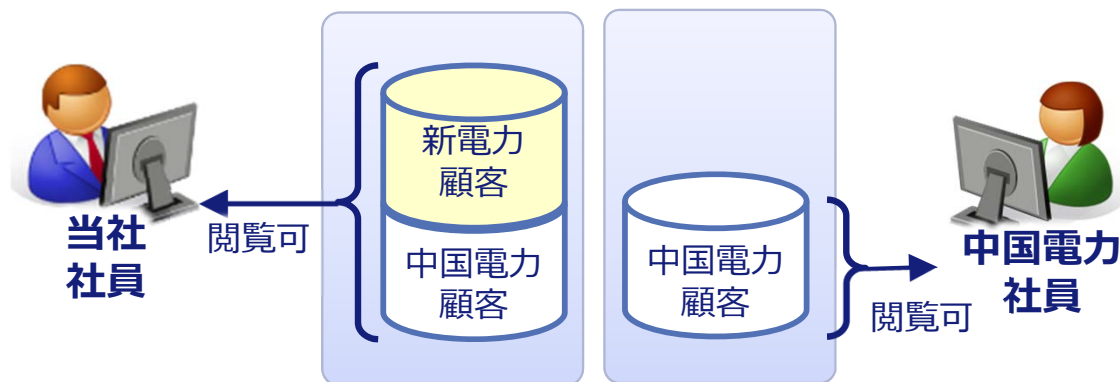 新電力
顧客
中国電力
顧客
当社
社員
閲覧可
中国電力
顧客
中国電力
社員
閲覧可